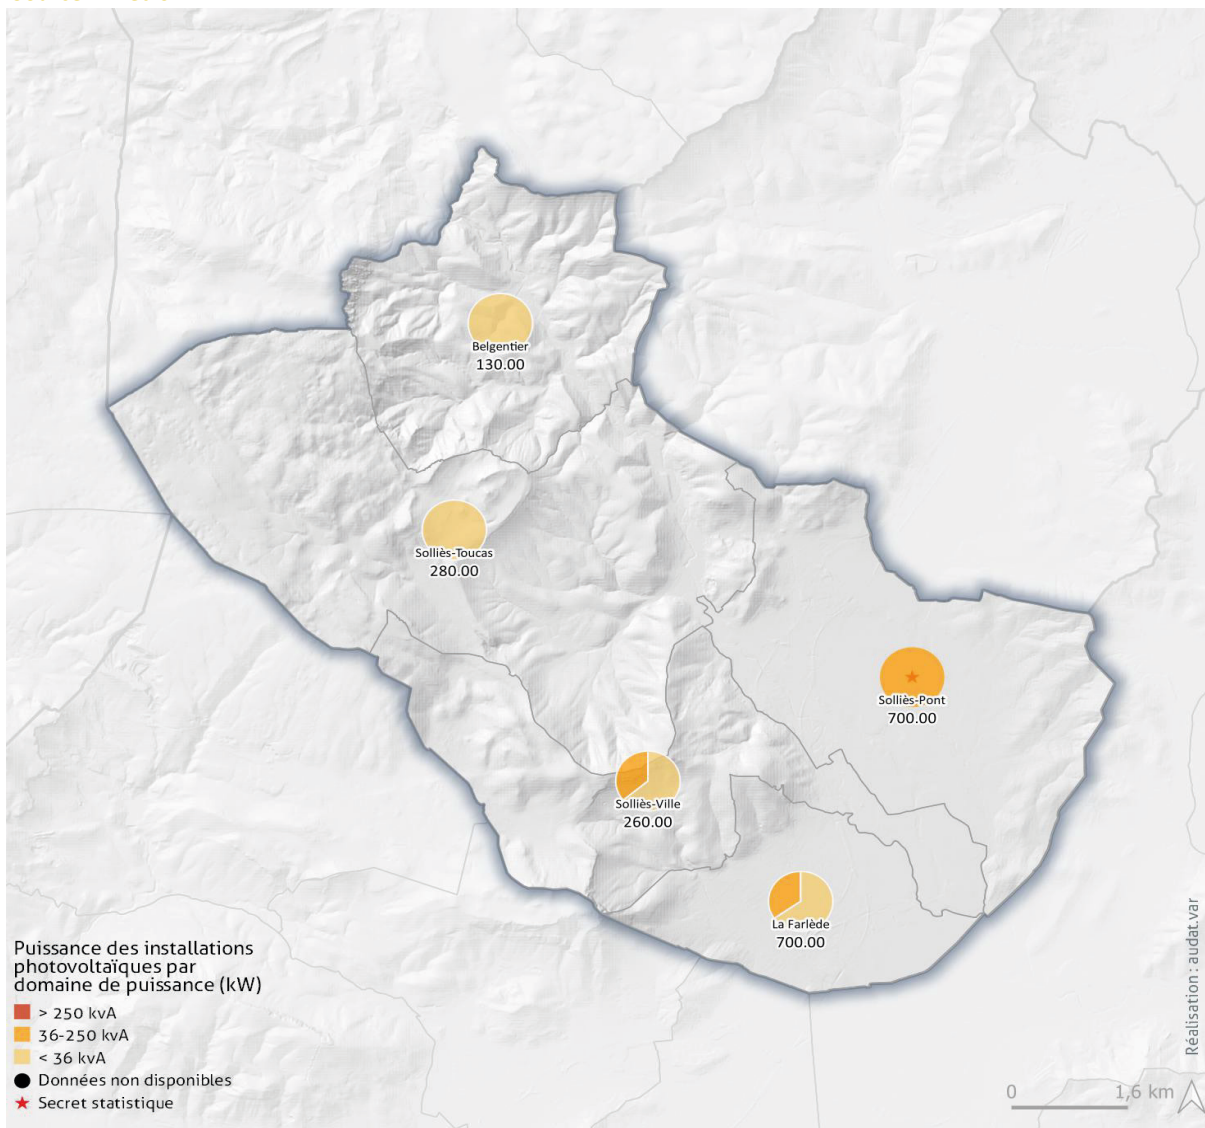 Belgentier
130.00
Solliès-Toucas
280.00
Solliès-Pont
700.00
Solliès-Ville
260.00
La Farlède
700.00
Puissance des installations
photovoltaïques par
domaine de puissance (kW)
> 250 kvA
36-250 kvA
< 36 kvA
Données non disponibles
Secret statistique
0 1,6 km
Réalisation : audat.var